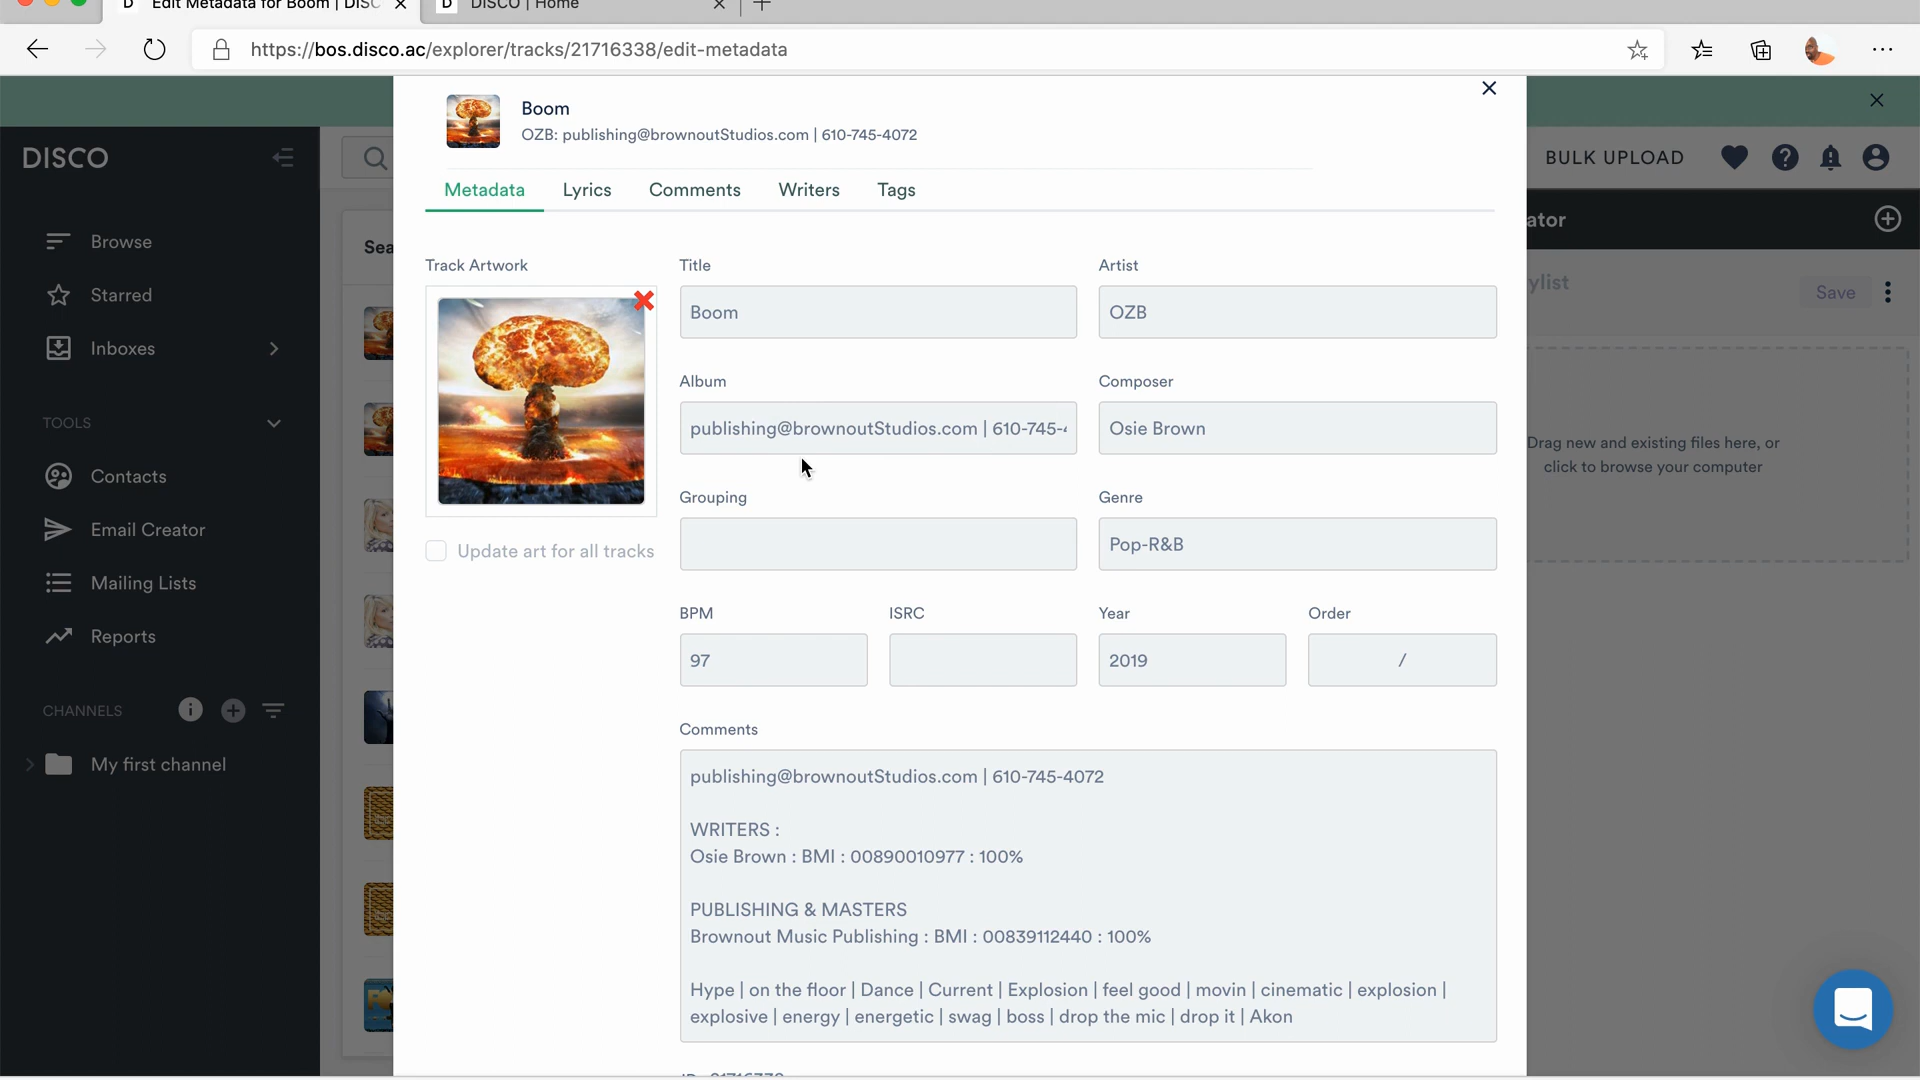 Edit Metadata for Boom | DISC
D DISCO | Home
https://bos.disco.ac/explorer/tracks/21716338/edit-metadata
Boom
OZB: publishing@brownoutStudios.com | 610-745-4072
DISCO
BULK UPLOAD
Metadata
Lyrics
Comments
Writers
Tags
ator
Browse
Sea
Starred
Inboxes
ylist
Save
Track Artwork
Title
Artist
Boom
OZB
Album
Composer
publishing@brownoutStudios.com | 610-745-
Osie Brown
TOOLS
Contacts
Email Creator
Mailing Lists
Reports
Drag new and existing files here, or
click to browse your computer
Grouping
Genre
Pop-R&B
Update art for all tracks
BPM
ISRC
Year
Order
97
2019
/
CHANNELS
My first channel
Comments
publishing@brownoutStudios.com | 610-745-4072
WRITERS :
Osie Brown : BMI : 00890010977 : 100%
PUBLISHING & MASTERS
Brownout Music Publishing : BMI : 00839112440 : 100%
Hype | on the floor | Dance | Current | Explosion | feel good | movin | cinematic | explosion |
explosive | energy | energetic | swag | boss | drop the mic | drop it | Akon